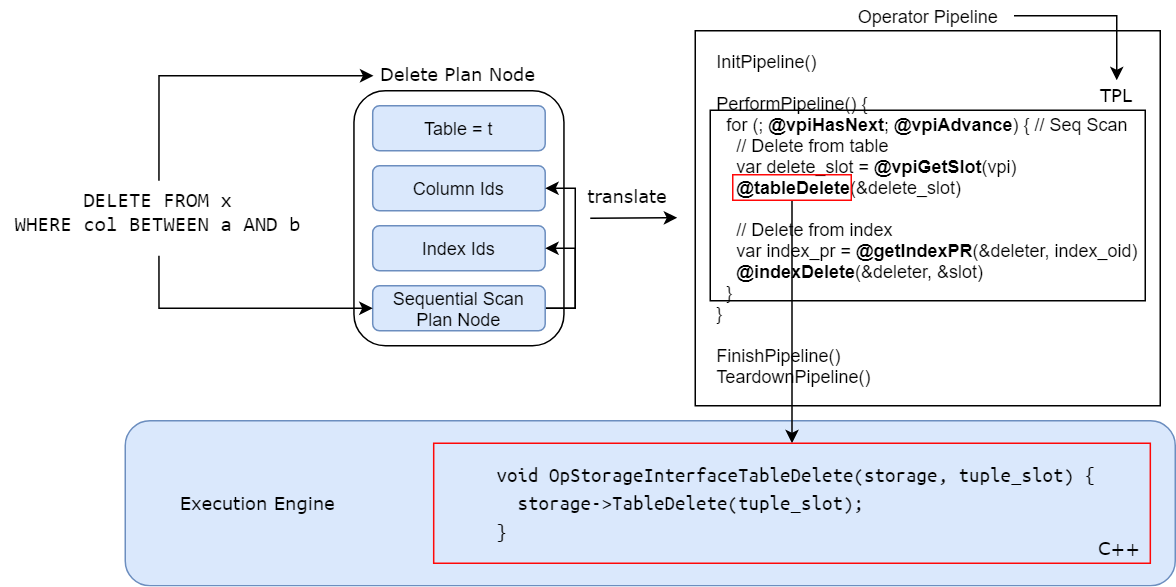 DELETE FROM x
WHERE col BETWEEN a AND b
Delete Plan Node
Table = t
Column Ids
Index Ids
Sequential Scan
Plan Node
translate
Operator Pipeline
TPL
InitPipeline()
PerformPipeline() {
for (; @vpiHasNext; @vpiAdvance) { // Seq Scan
// Delete from table
var delete_slot = @vpiGetSlot(vpi)
@tableDelete(&delete_slot)
// Delete from index
var index_pr = @getIndexPR(&deleter, index_oid)
@indexDelete(&deleter, &slot)
}
}
FinishPipeline()
TeardownPipeline()
Execution Engine
void OpStorageInterfaceTableDelete(storage, tuple_slot) {
storage->TableDelete(tuple_slot);
}
C++